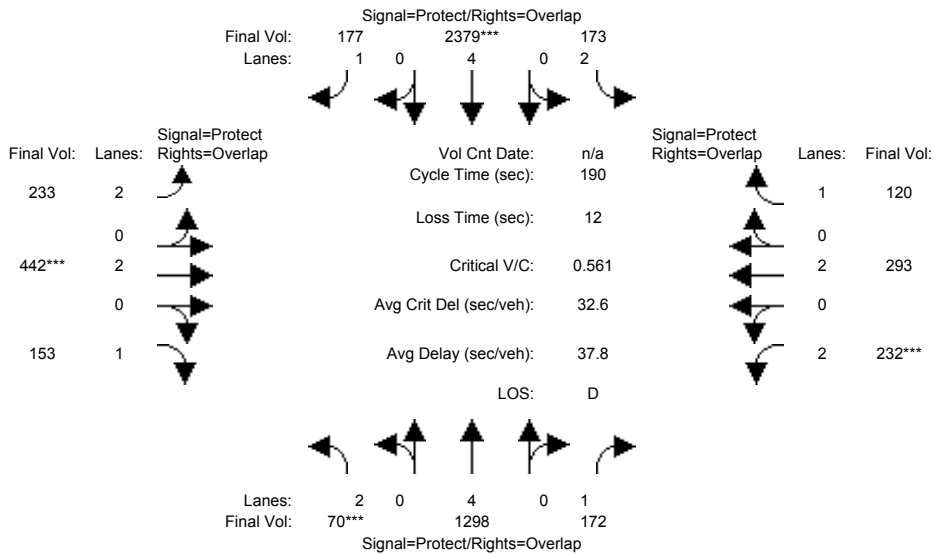 Signal=Protect/Rights=Overlap
Final Vol: 177 2379*** 173
Lanes: 1 0 4 0 2
Signal=Protect Signal=Protect
Final Vol: Lanes: Rights=Overlap Vol Cnt Date: n/a Rights=Overlap Lanes: Final Vol:
Cycle Time (sec): 190
233 2 1 120
Loss Time (sec): 12
0 0
442*** 2 Critical V/C: 0.561 2 293
0 Avg Crit Del (sec/veh): 32.6 0
153 1 Avg Delay (sec/veh): 37.8 2 232***
LOS: D
Lanes: 2 0 4 0 1
Final Vol: 70*** 1298 172
Signal=Protect/Rights=Overlap